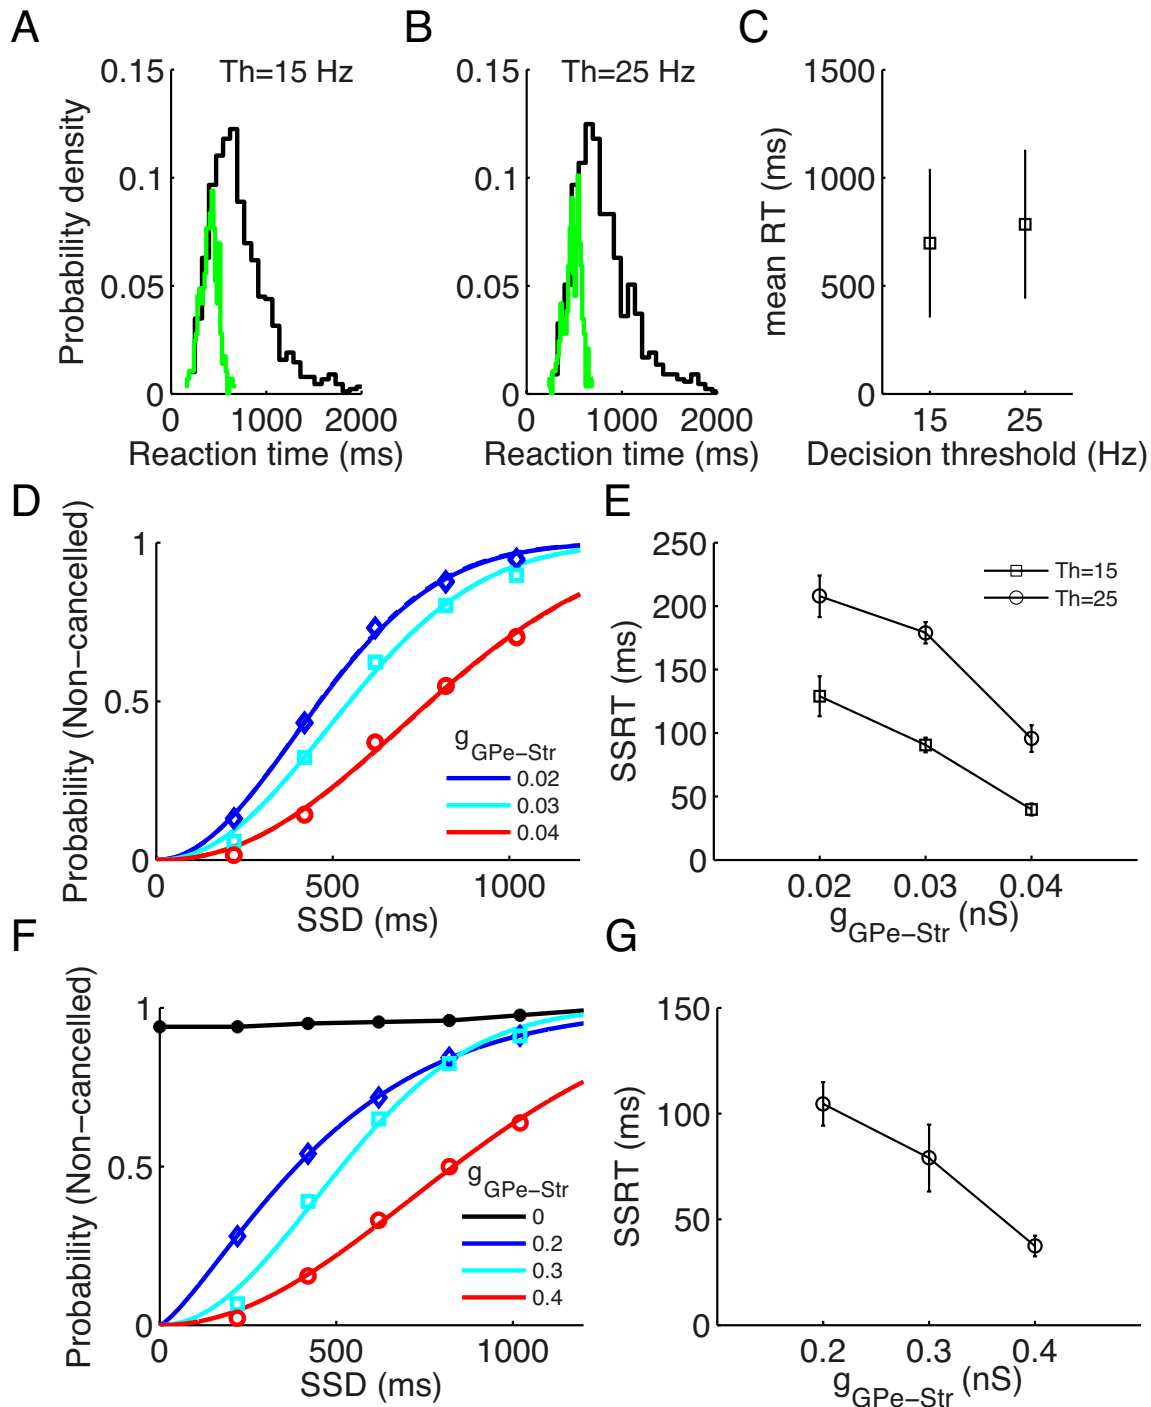 A
B
C
Th=15 Hz
Th=25 Hz
0.15
0.1
0.05
0
Probability density
0 1000 2000
Reaction time (ms)
0.15
0.1
0.05
0
0 1000 2000
Reaction time (ms)
1500
1000
500
0
mean RT (ms)
15 25
Decision threshold (Hz)
D
E
1
0.5
0
Probability (Non−cancelled)
g GPe−Str
0.02
0.03
0.04
0 500 1000
SSD (ms)
250
200
150
100
50
0
SSRT (ms)
Th=15
Th=25
0.02 0.03 0.04
g GPe−Str (nS)
F
G
1
0.5
0
Probability (Non−cancelled)
g GPe−Str
0
0.2
0.3
0.4
0 500 1000
SSD (ms)
150
100
50
0
SSRT (ms)
0.2 0.3 0.4
g GPe−Str (nS)